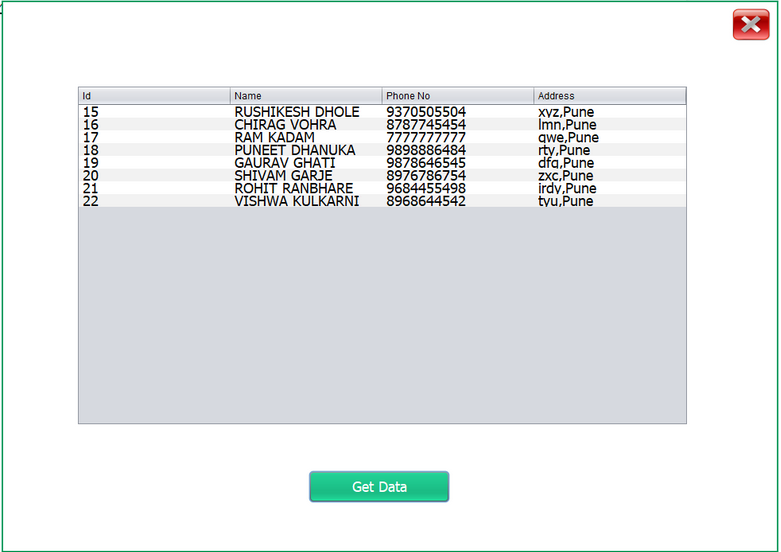 Id Name Phone No Address
15 RUSHIKESH DHOLE 9370505504 xyz,Pune
16 CHIRAG VOHRA 8787745454 lmn,Pune
17 RAM KADAM 7777777777 qwe,Pune
18 PUNEET DHANUKA 9898886484 rty,Pune
19 GAURAV GHATI 9878646545 dfg,Pune
20 SHIVAM GARJE 8976786754 zxc,Pune
21 ROHIT RANBHARE 9684455498 irdy,Pune
22 VISHWA KULKARNI 8968644542 tyu,Pune
Get Data